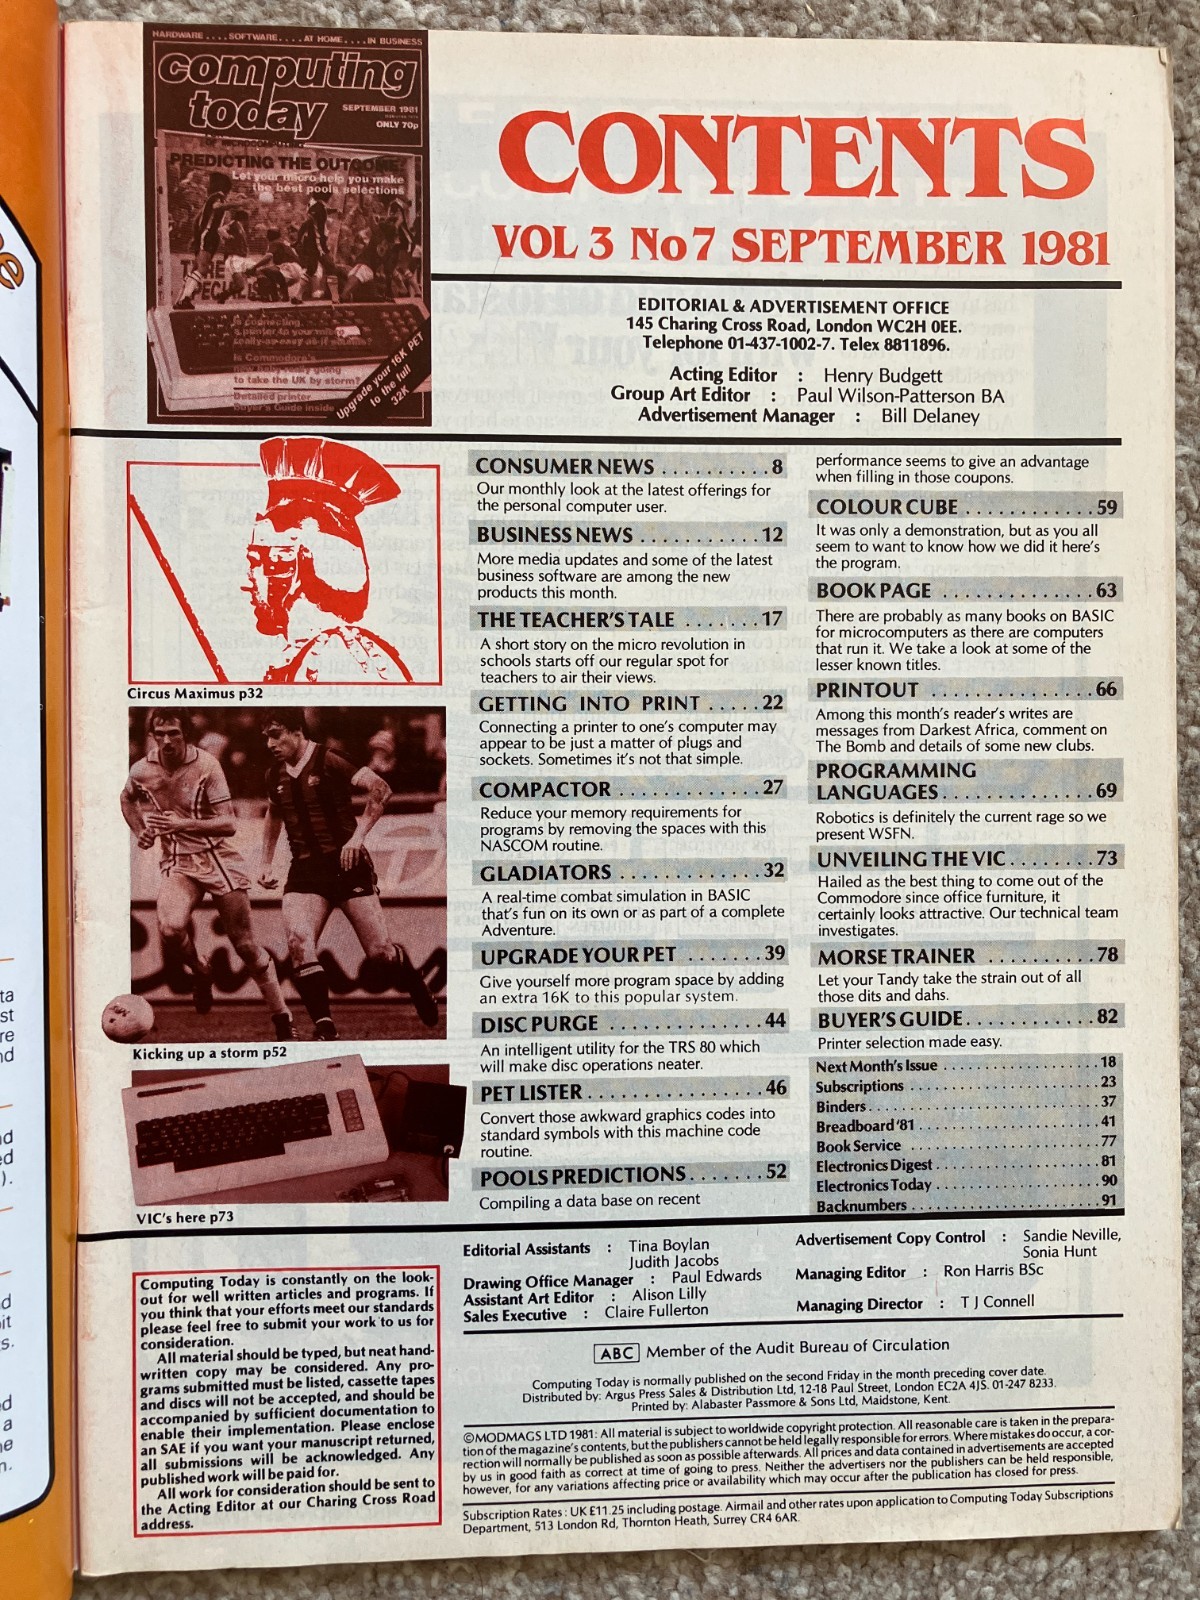 HARDWARE....SOFTWARE....AT HOME....IN BUSINESS
computing
today
SEPTEMBER 1981
ONLY 70p
PREDICTING THE OUTCOME
Let your micro help you make
the best pools selections
Is connecting
a printer to your micro
really as easy as it sounds?
Is Commodore's
new baby really going
to take the UK by storm?
Detailed printer
Buyer's Guide inside
Upgrade your 16K PET
to the full
32K
CONTENTS
VOL 3 No 7 SEPTEMBER 1981
EDITORIAL & ADVERTISEMENT OFFICE
145 Charing Cross Road, London WC2H 0EE.
Telephone 01-437-1002-7. Telex 8811896.
Acting Editor : Henry Budgett
Group Art Editor : Paul Wilson-Patterson BA
Advertisement Manager : Bill Delaney
Circus Maximus p32
Kicking up a storm p52
VIC's here p73
CONSUMER NEWS . . . . . . . . . . 8
Our monthly look at the latest offerings for
the personal computer user.
BUSINESS NEWS . . . . . . . . . . . 12
More media updates and some of the latest
business software are among the new
products this month.
THE TEACHER'S TALE . . . . . . . 17
A short story on the micro revolution in
schools starts off our regular spot for
teachers to air their views.
GETTING INTO PRINT . . . . . 22
Connecting a printer to one's computer may
appear to be just a matter of plugs and
sockets. Sometimes it's not that simple.
COMPACTOR . . . . . . . . . . . . 27
Reduce your memory requirements for
programs by removing the spaces with this
NASCOM routine.
GLADIATORS . . . . . . . . . . . . 32
A real-time combat simulation in BASIC
that's fun on its own or as part of a complete
Adventure.
UPGRADE YOUR PET . . . . . . . 39
Give yourself more program space by adding
an extra 16K to this popular system.
DISC PURGE . . . . . . . . . . . . . 44
An intelligent utility for the TRS 80 which
will make disc operations neater.
PET LISTER . . . . . . . . . . . . . . 46
Convert those awkward graphics codes into
standard symbols with this machine code
routine.
POOLS PREDICTIONS . . . . . . . 52
Compiling a data base on recent
performance seems to give an advantage
when filling in those coupons.
COLOUR CUBE . . . . . . . . . . . . 59
It was only a demonstration, but as you all
seem to want to know how we did it here's
the program.
BOOK PAGE . . . . . . . . . . . . . . 63
There are probably as many books on BASIC
for microcomputers as there are computers
that run it. We take a look at some of the
lesser known titles.
PRINTOUT . . . . . . . . . . . . . . . 66
Among this month's reader's writes are
messages from Darkest Africa, comment on
The Bomb and details of some new clubs.
PROGRAMMING
LANGUAGES . . . . . . . . . . . . . 69
Robotics is definitely the current rage so we
present WSFN.
UNVEILING THE VIC . . . . . . . . 73
Hailed as the best thing to come out of the
Commodore since office furniture, it
certainly looks attractive. Our technical team
investigates.
MORSE TRAINER . . . . . . . . . . 78
Let your Tandy take the strain out of all
those dits and dahs.
BUYER'S GUIDE . . . . . . . . . . . . 82
Printer selection made easy.
Next Month's Issue . . . . . . . . . . . . . . . . . . . . 18
Subscriptions . . . . . . . . . . . . . . . . . . . . . . . . 23
Binders . . . . . . . . . . . . . . . . . . . . . . . . . . . . . 37
Breadboard '81 . . . . . . . . . . . . . . . . . . . . . . . 41
Book Service . . . . . . . . . . . . . . . . . . . . . . . . . 77
Electronics Digest . . . . . . . . . . . . . . . . . . . . . 81
Electronics Today . . . . . . . . . . . . . . . . . . . . . 90
Backnumbers . . . . . . . . . . . . . . . . . . . . . . . . 91
Editorial Assistants : Tina Boylan
Judith Jacobs
Drawing Office Manager : Paul Edwards
Assistant Art Editor : Alison Lilly
Sales Executive : Claire Fullerton
Advertisement Copy Control : Sandie Neville,
Sonia Hunt
Managing Editor : Ron Harris BSc
Managing Director : T J Connell
Computing Today is constantly on the look-
out for well written articles and programs. If
you think that your efforts meet our standards
please feel free to submit your work to us for
consideration.
All material should be typed, but neat hand-
written copy may be considered. Any pro-
grams submitted must be listed, cassette tapes
and discs will not be accepted, and should be
accompanied by sufficient documentation to
enable their implementation. Please enclose
an SAE if you want your manuscript returned,
all submissions will be acknowledged. Any
published work will be paid for.
All work for consideration should be sent to
the Acting Editor at our Charing Cross Road
address.
ABC Member of the Audit Bureau of Circulation
Computing Today is normally published on the second Friday in the month preceding cover date.
Distributed by: Argus Press Sales & Distribution Ltd, 12-18 Paul Street, London EC2A 4JS. 01-247 8233.
Printed by: Alabaster Passmore & Sons Ltd, Maidstone, Kent.
©MODMAGS LTD 1981: All material is subject to worldwide copyright protection. All reasonable care is taken in the prepara-
tion of the magazine's contents, but the publishers cannot be held legally responsible for errors. Where mistakes do occur, a cor-
rection will normally be published as soon as possible afterwards. All prices and data contained in advertisements are accepted
by us in good faith as correct at time of going to press. Neither the advertisers nor the publishers can be held responsible,
however, for any variations affecting price or availability which may occur after the publication has closed for press.
Subscription Rates : UK £11.25 including postage. Airmail and other rates upon application to Computing Today Subscriptions
Department, 513 London Rd, Thornton Heath, Surrey CR4 6AR.